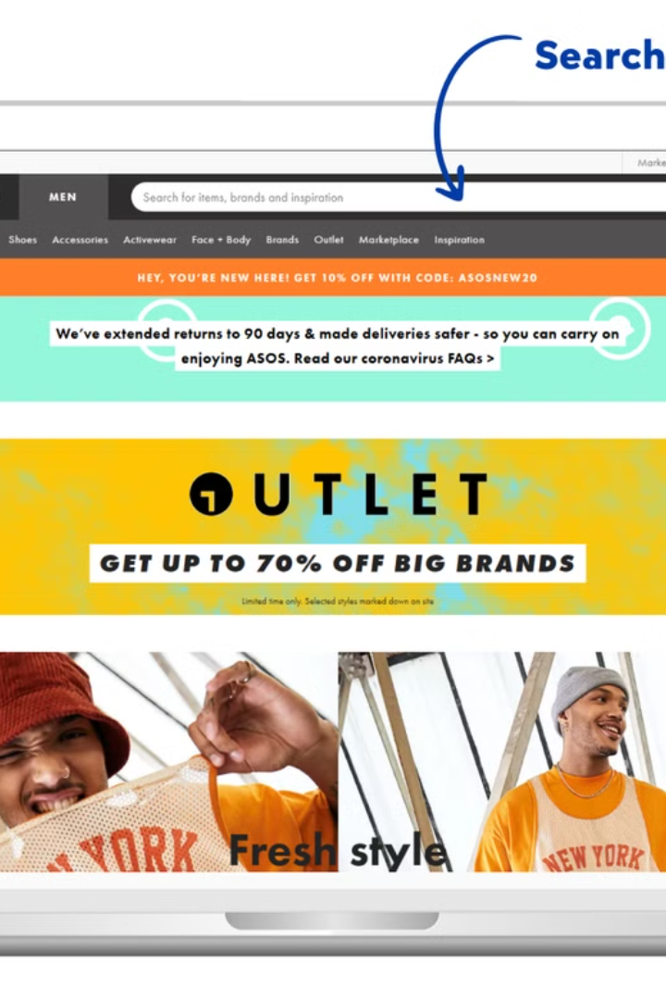 Search
Marke
MEN
Search for items, brands and inspiration
Shoes Accessories Activewear Face + Body Brands Outlet Marketplace Inspiration
HEY, YOU'RE NEW HERE! GET 10% OFF WITH CODE: ASOSNEW20
We've extended returns to 90 days & made deliveries safer - so you can carry on
enjoying ASOS. Read our coronavirus FAQs >
OUTLET
GET UP TO 70% OFF BIG BRANDS
Limited time only. Selected styles marked down on site
W YORK
NEW YORK
Fresh style